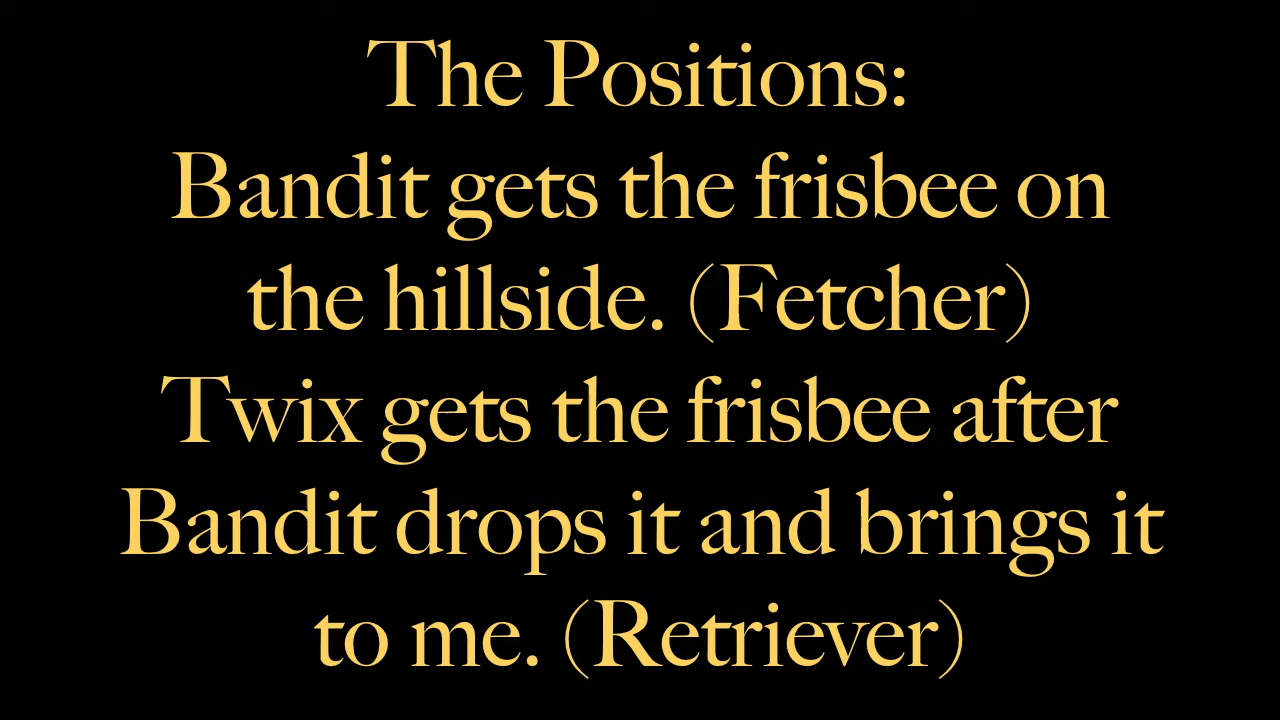 The Positions:
Bandit gets the frisbee on
the hillside. (Fetcher)
Twix gets the frisbee after
Bandit drops it and brings it
to me. (Retriever)